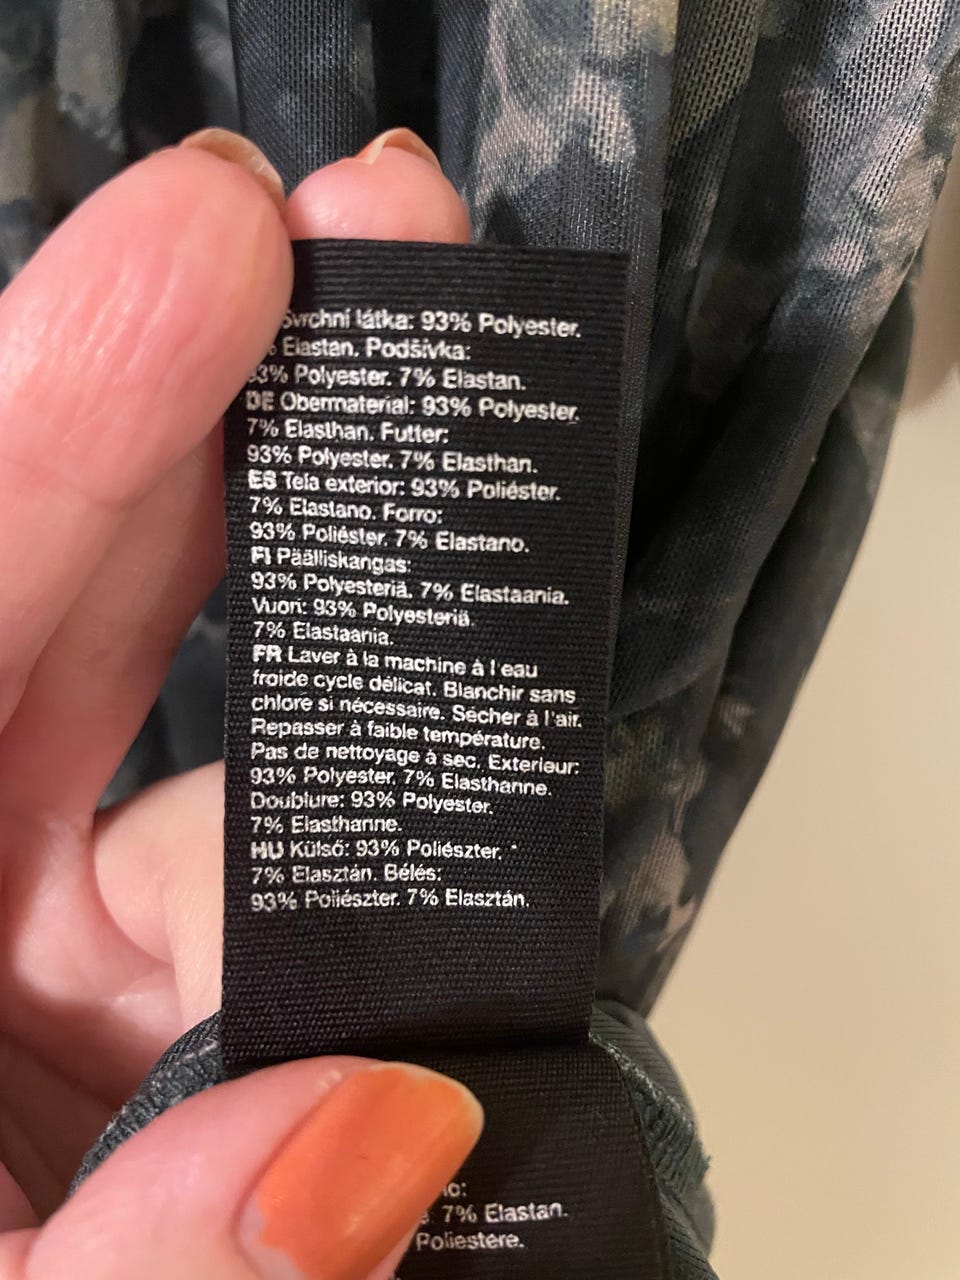 Svrchní látka: 93% Polyester.
% Elastan. Podšívka:
93% Polyester. 7% Elastan.
DE Obermaterial: 93% Polyester,
7% Elasthan. Futter:
93% Polyester. 7% Elasthan.
ES Tela exterior: 93% Poliéster.
7% Elastano. Forro:
93% Poliéster. 7% Elastano.
FI Päälliskangas:
93% Polyesteriä. 7% Elastaania.
Vuori: 93% Polyesteriä
7% Elastaania.
FR Laver à la machine à l eau
froide cycle délicat. Blanchir sans
chlore si nécessaire. Sécher à l'air.
Repasser à faible température.
Pas de nettoyage à sec. Exterieur:
93% Polyester. 7% Elasthanne.
Doublure: 93% Polyester.
7% Elasthanne.
HU Külső: 93% Poliészter.
7% Elasztán. Bélés:
93% Poliészter. 7% Elasztán.
7% Elastan.
Poliestere.